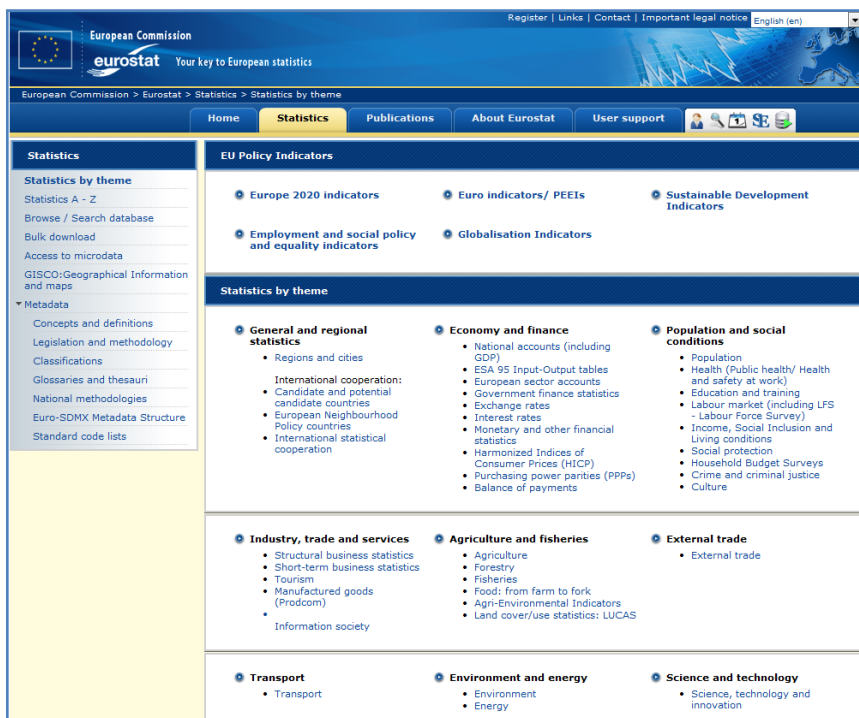 Register | Links | Contact | Important legal notice English (en)
European Commission
eurostat Your key to European statistics
European Commission > Eurostat > Statistics > Statistics by theme
Home Statistics Publications About Eurostat User support
Statistics
Statistics by theme
Statistics A - Z
Browse / Search database
Bulk download
Access to microdata
GISCO:Geographical Information
and maps
Metadata
Concepts and definitions
Legislation and methodology
Classifications
Glossaries and thesauri
National methodologies
Euro-SDMX Metadata Structure
Standard code lists
EU Policy Indicators
Europe 2020 indicators
Euro indicators/ PEEIs
Sustainable Development
Indicators
Employment and social policy
and equality indicators
Globalisation Indicators
Statistics by theme
General and regional
statistics
• Regions and cities
International cooperation:
• Candidate and potential
candidate countries
• European Neighbourhood
Policy countries
• International statistical
cooperation
Economy and finance
• National accounts (including
GDP)
• ESA 95 Input-Output tables
• European sector accounts
• Government finance statistics
• Exchange rates
• Interest rates
• Monetary and other financial
statistics
• Harmonized Indices of
Consumer Prices (HICP)
• Purchasing power parities (PPPs)
• Balance of payments
Population and social
conditions
• Population
• Health (Public health/ Health
and safety at work)
• Education and training
• Labour market (including LFS
- Labour Force Survey)
• Income, Social Inclusion and
Living conditions
• Social protection
• Household Budget Surveys
• Crime and criminal justice
• Culture
Industry, trade and services
• Structural business statistics
• Short-term business statistics
• Tourism
• Manufactured goods
(Prodcom)
•
Information society
Agriculture and fisheries
• Agriculture
• Forestry
• Fisheries
• Food: from farm to fork
• Agri-Environmental Indicators
• Land cover/use statistics: LUCAS
External trade
• External trade
Transport
• Transport
Environment and energy
• Environment
• Energy
Science and technology
• Science, technology and
innovation